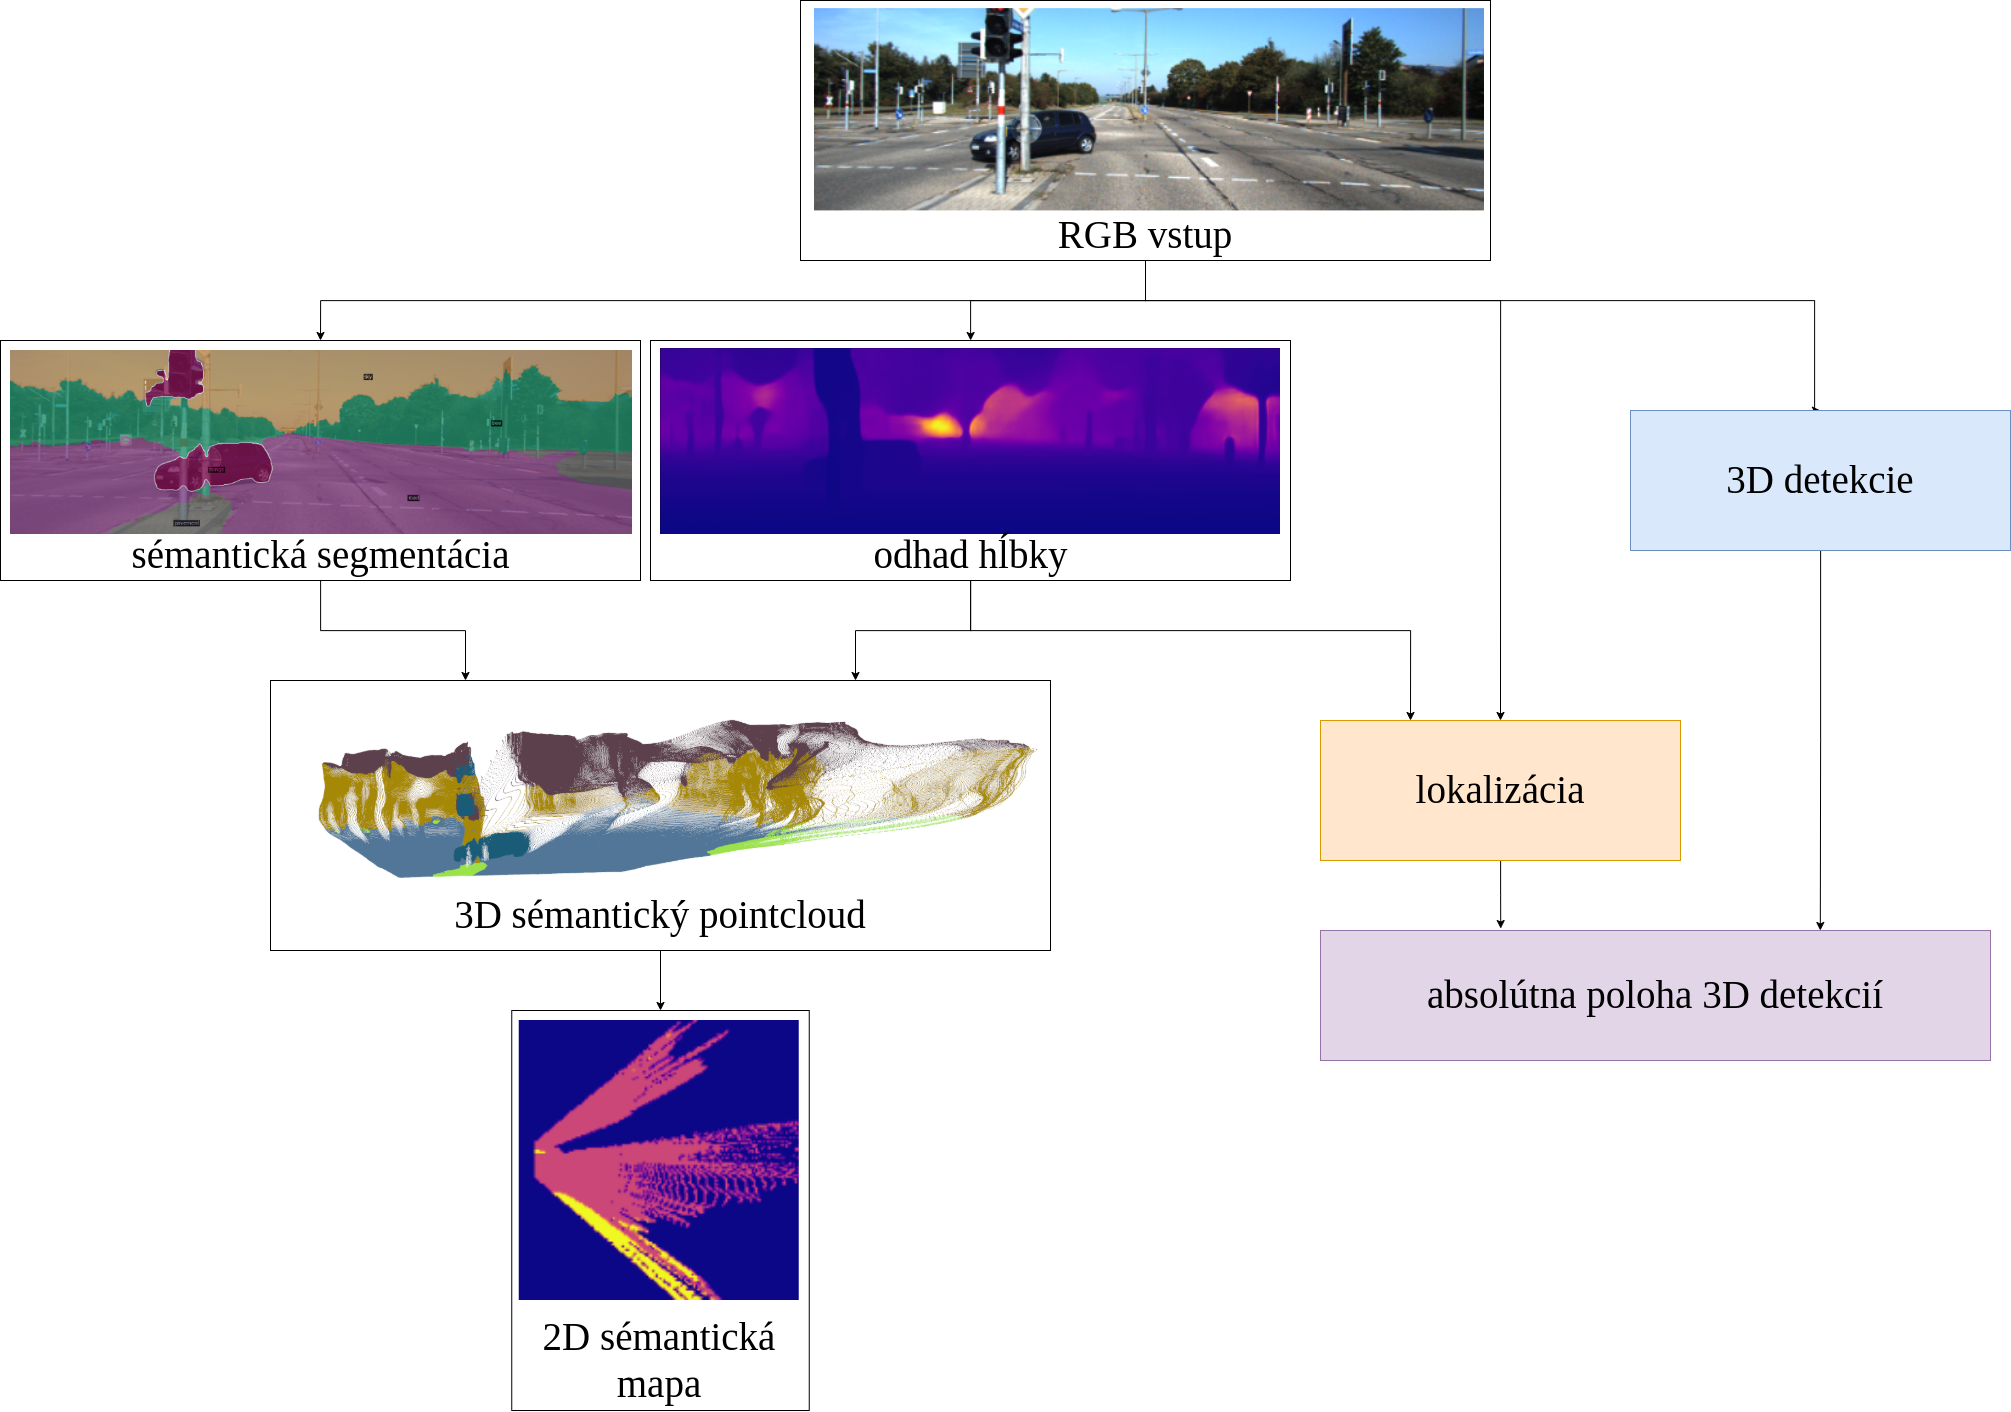 RGB vstup
sémantická segmentácia
odhad hĺbky
3D detekcie
3D sémantický pointcloud
lokalizácia
absolútna poloha 3D detekcií
2D sémantická
mapa